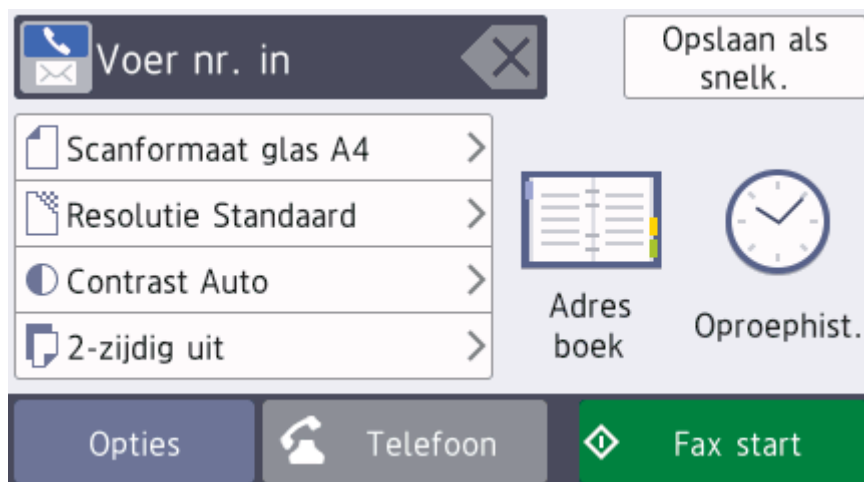 Voer nr. in
Opslaan als
snelk.
Scanformaat glas A4
Resolutie Standaard
Contrast Auto
2-zijdig uit
Adres
boek
Oproephist.
Opties
Telefoon
Fax start